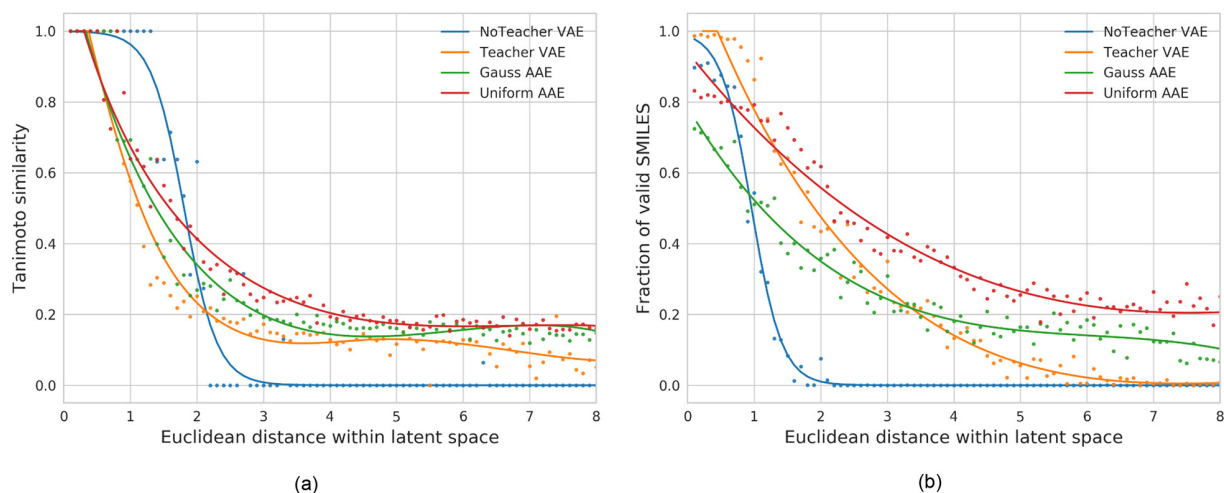 NoTeacher VAE
Teacher VAE
Gauss AAE
Uniform AAE
Tanimoto similarity
1.0
0.8
0.6
0.4
0.2
0.0
0 1 2 3 4 5 6 7 8
Euclidean distance within latent space
(a)
NoTeacher VAE
Teacher VAE
Gauss AAE
Uniform AAE
Fraction of valid SMILES
1.0
0.8
0.6
0.4
0.2
0.0
0 1 2 3 4 5 6 7 8
Euclidean distance within latent space
(b)